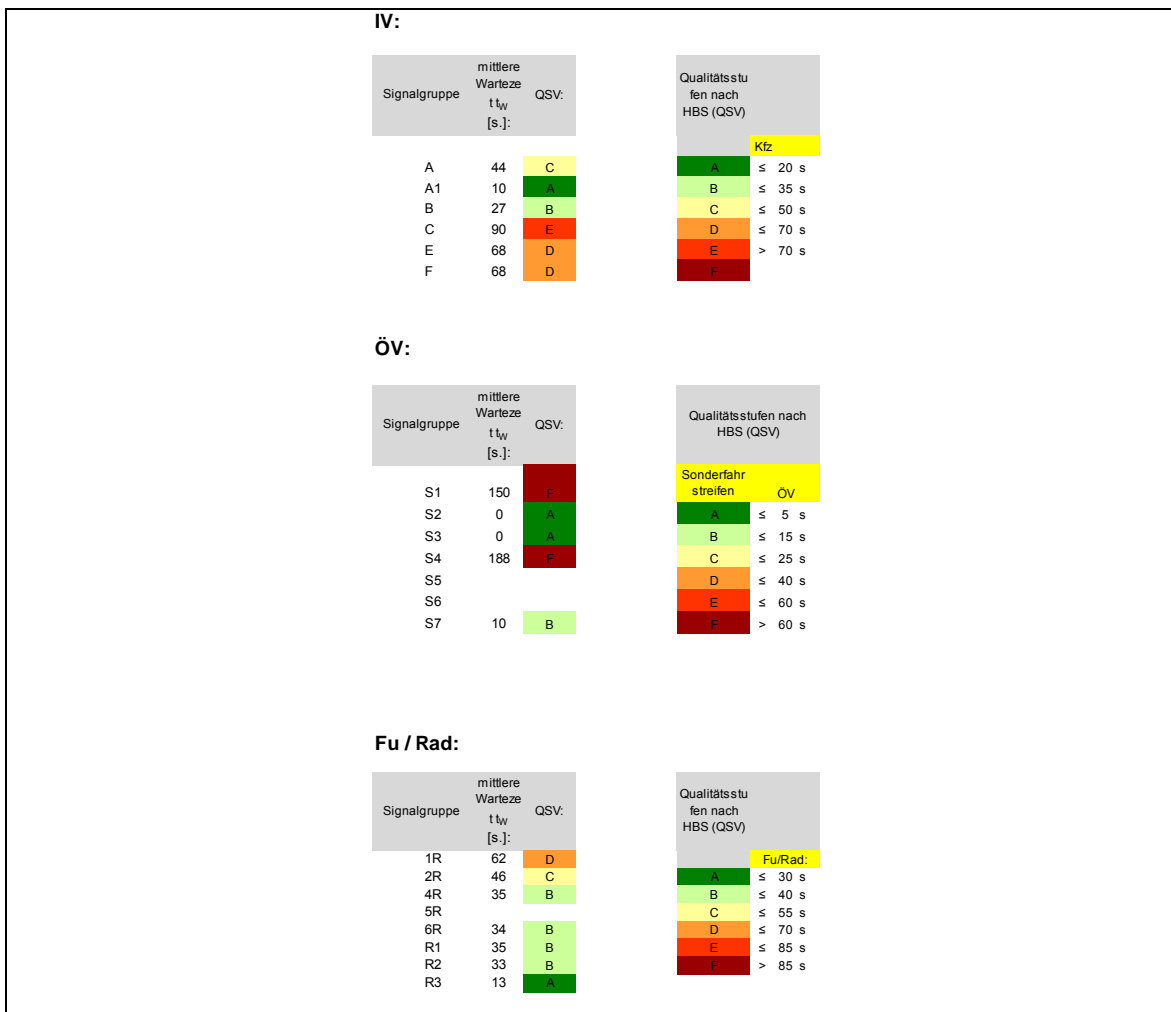 IV:
Signalgruppe
mittlere
Warteze
t tW
[s.]:
QSV:
Qualitätsstu
fen nach
HBS (QSV)
Kfz
A 44 C
A1 10 A
B 27 B
C 90 E
E 68 D
F 68 D
A ≤ 20 s
B ≤ 35 s
C ≤ 50 s
D ≤ 70 s
E > 70 s
F
ÖV:
Signalgruppe
mittlere
Warteze
t tW
[s.]:
QSV:
Qualitätsstufen nach
HBS (QSV)
Sonderfahr
streifen ÖV
S1 150 F
S2 0 A
S3 0 A
S4 188 F
S5
S6
S7 10 B
A ≤ 5 s
B ≤ 15 s
C ≤ 25 s
D ≤ 40 s
E ≤ 60 s
F > 60 s
Fu / Rad:
Signalgruppe
mittlere
Warteze
t tW
[s.]:
QSV:
Qualitätsstu
fen nach
HBS (QSV)
Fu/Rad:
1R 62 D
2R 46 C
4R 35 B
5R
6R 34 B
R1 35 B
R2 33 B
R3 13 A
A ≤ 30 s
B ≤ 40 s
C ≤ 55 s
D ≤ 70 s
E ≤ 85 s
F > 85 s